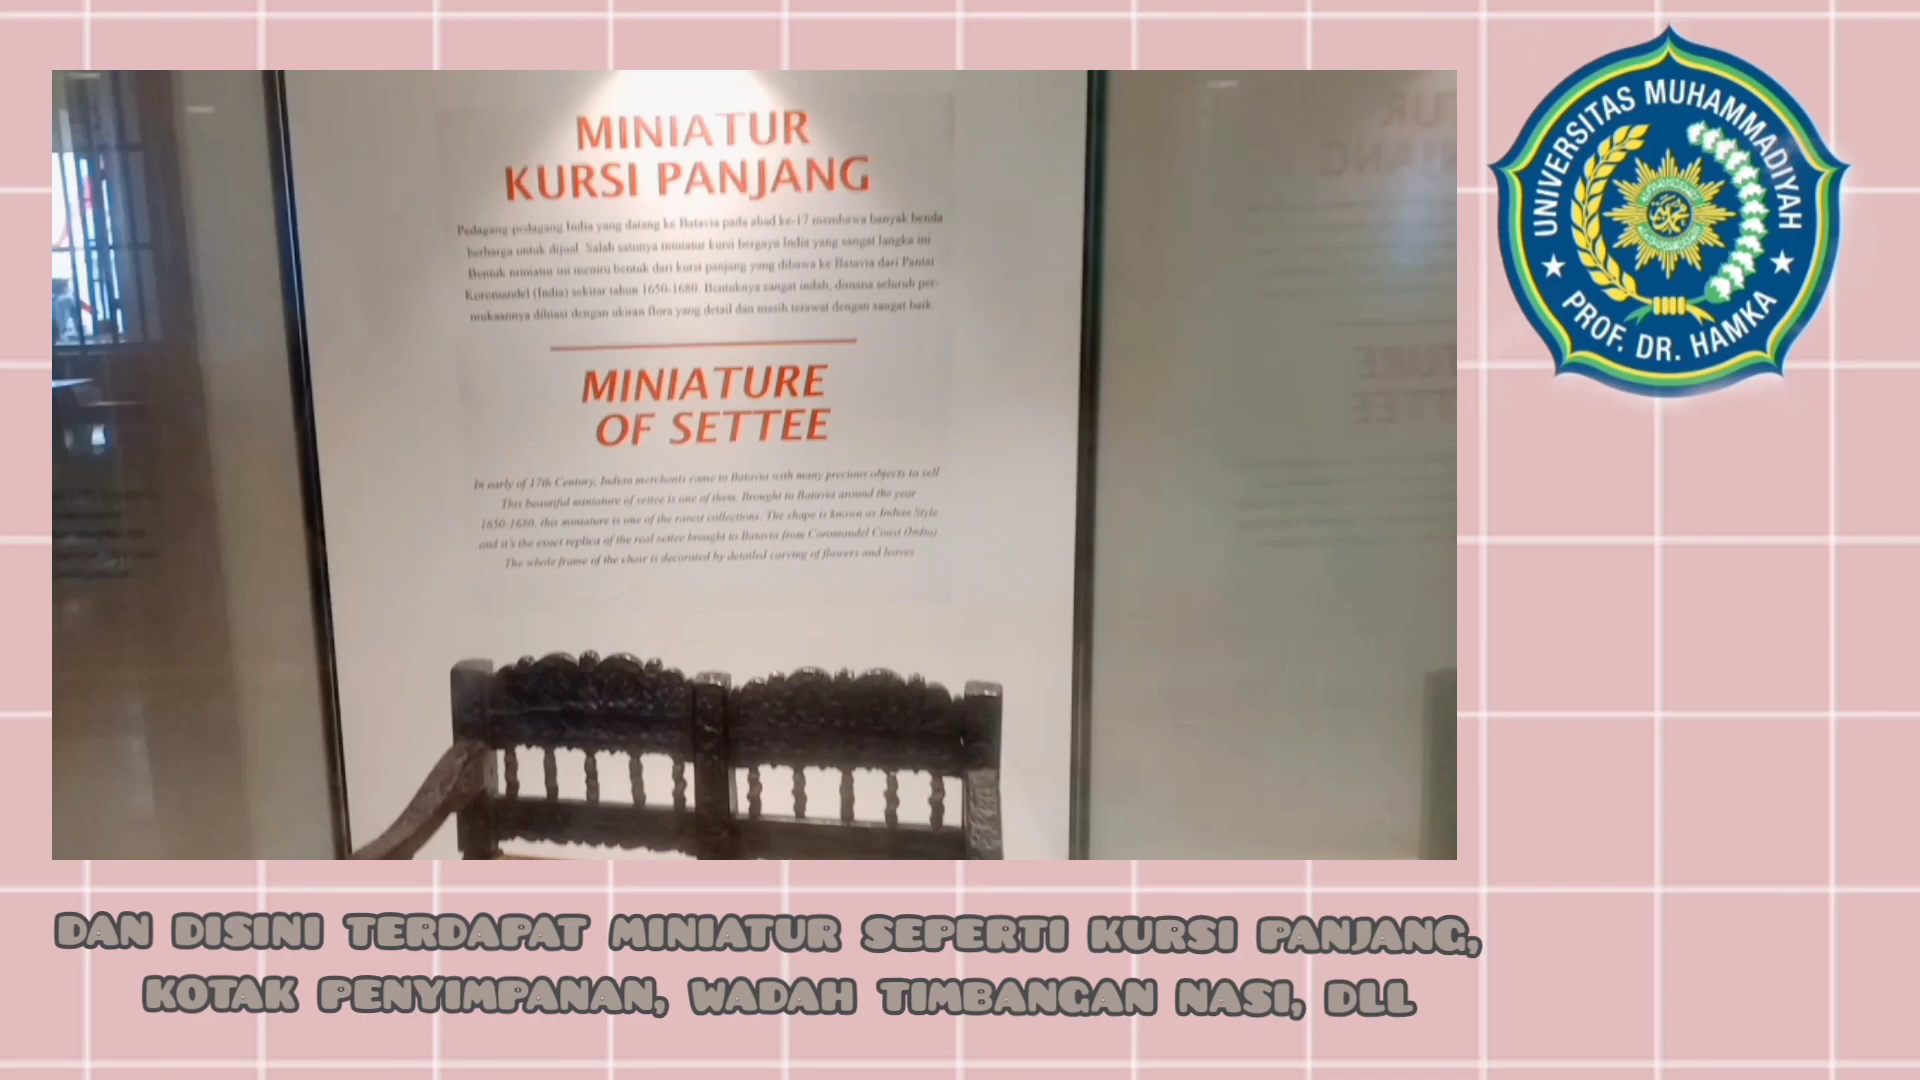 MINIATUR
KURSI PANJANG
Pedagang-pedagang India yang datang ke Batavia pada abad ke-17 membawa banyak benda
berharga untuk dijual. Salah satunya miniatur kursi bergaya India yang sangat langka ini
Bentuk miniatur ini meniru bentuk dari kursi panjang yang dibawa ke Batavia dari Pantai
Koromandel (India) sekitar tahun 1650-1680. Bentuknya sangat indah, dimana seluruh per-
mukaannya dihiasi dengan ukiran flora yang detail dan masih terawat dengan sangat baik.
MINIATURE
OF SETTEE
In early of 17th Century, Indian merchants came to Batavia with many precious objects to sell
This beautiful miniature of settee is one of them. Brought to Batavia around the year
1650-1680, this miniature is one of the rarest collections. The shape is known as Indian Style
and it's the exact replica of the real settee brought to Batavia from Coromandel Coast (India)
The whole frame of the chair is decorated by detailed carving of flowers and leaves
UNIVERSITAS MUHAMMADIYAH
PROF. DR. HAMKA
DAN DISINI TERDAPAT MINIATUR SEPERTI KURSI PANJANG,
KOTAK PENYIMPANAN, WADAH TIMBANGAN NASI, DLL